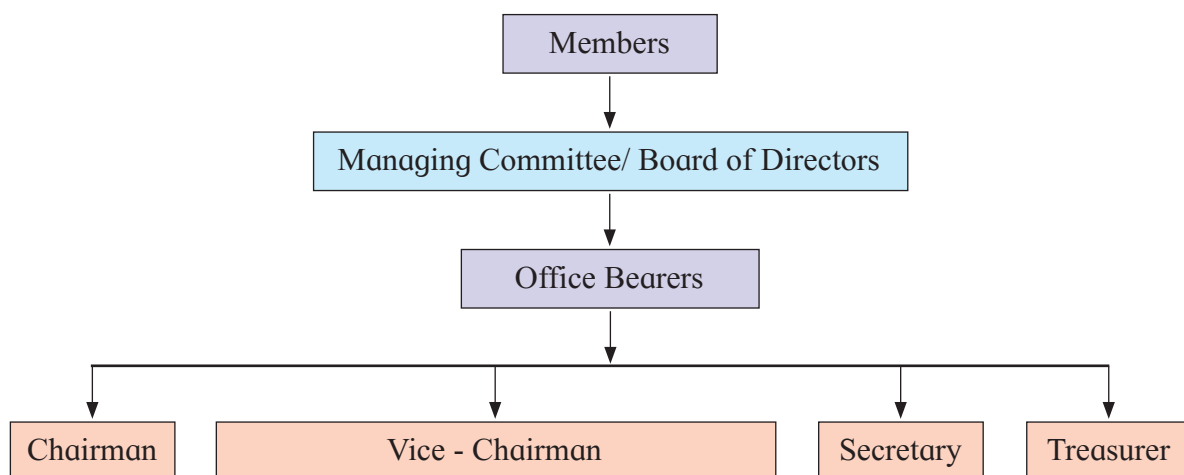 Members
Managing Committee/ Board of Directors
Office Bearers
Chairman
Vice - Chairman
Secretary
Treasurer